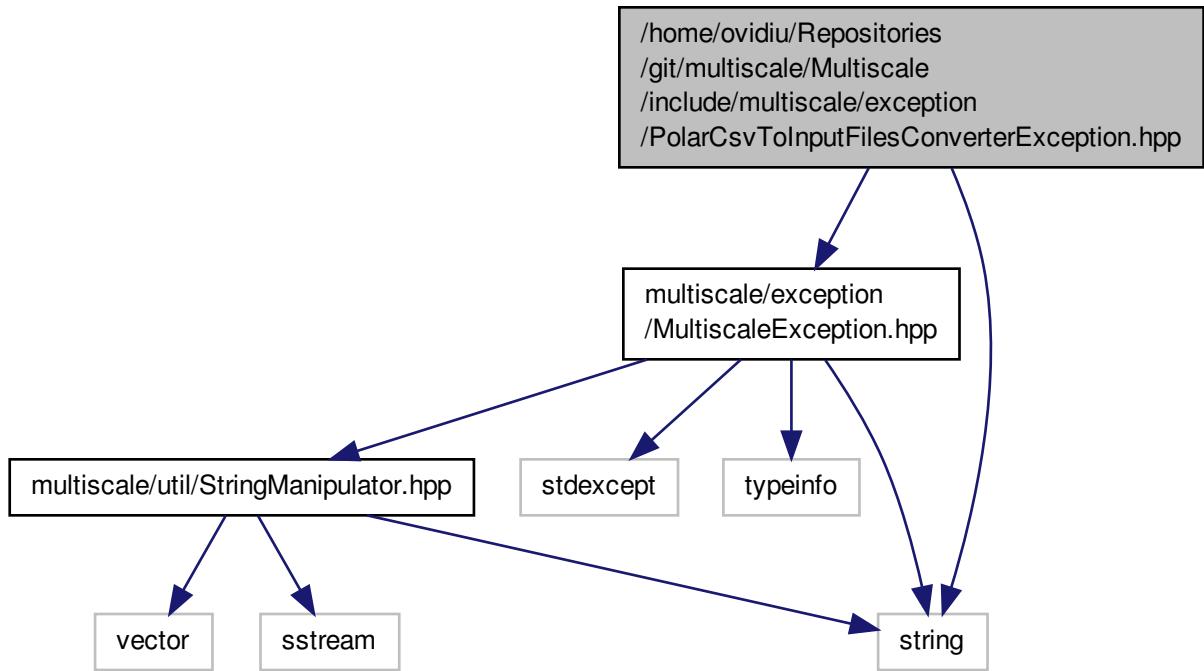 /home/ovidiu/Repositories
/git/multiscale/Multiscale
/include/multiscale/exception
/PolarCsvToInputFilesConverterException.hpp
multiscale/exception
/MultiscaleException.hpp
multiscale/util/StringManipulator.hpp
stdexcept
typeinfo
vector
sstream
string